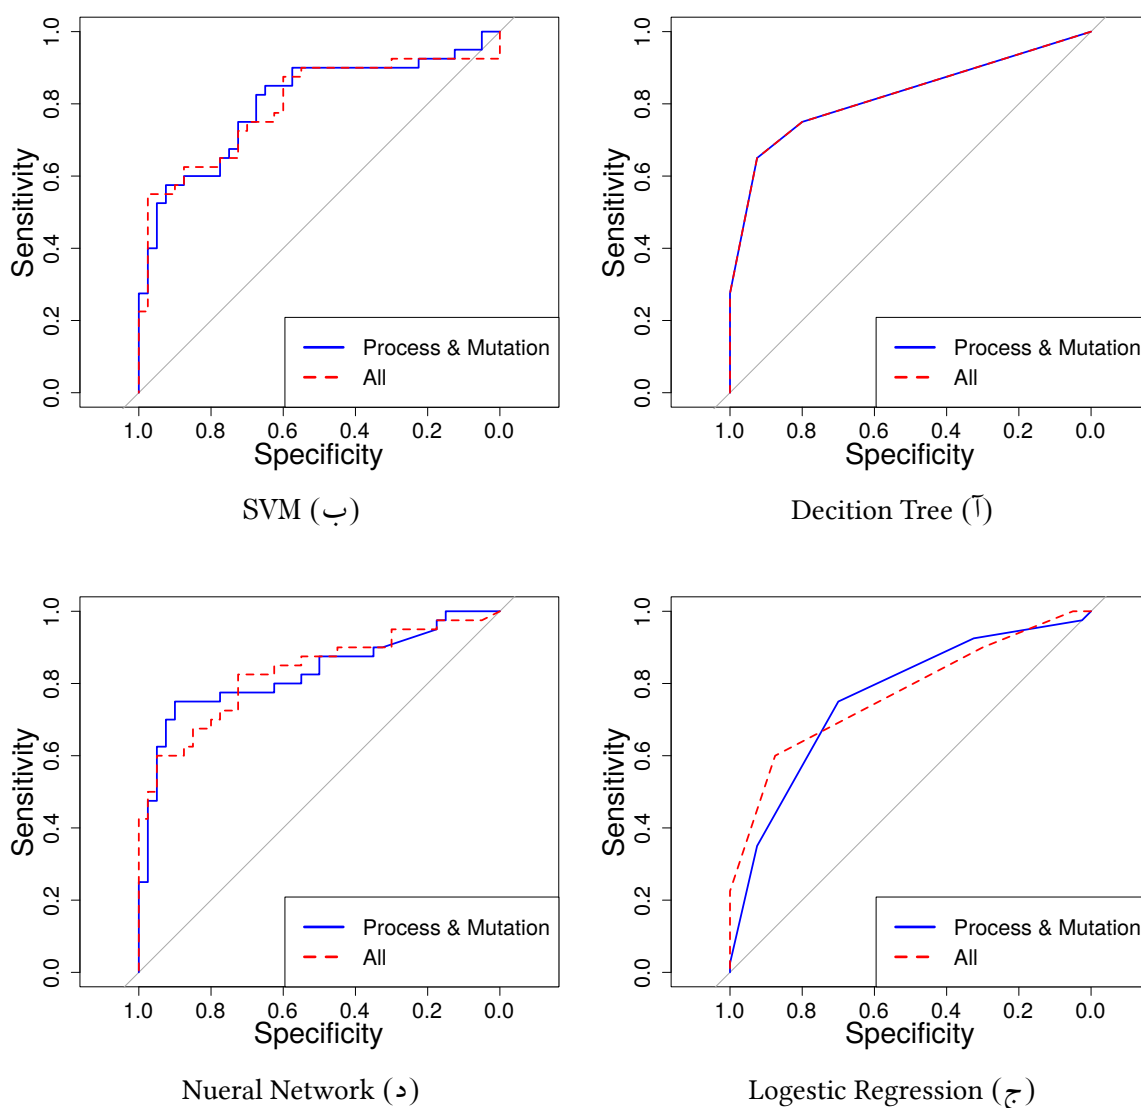 Sensitivity
0.0 0.2 0.4 0.6 0.8 1.0
Process & Mutation
All
1.0 0.8 0.6 0.4 0.2 0.0
Specificity
SVM (ب)
Sensitivity
0.0 0.2 0.4 0.6 0.8 1.0
Process & Mutation
All
1.0 0.8 0.6 0.4 0.2 0.0
Specificity
Decition Tree (آ)
Sensitivity
0.0 0.2 0.4 0.6 0.8 1.0
Process & Mutation
All
1.0 0.8 0.6 0.4 0.2 0.0
Specificity
Nueral Network (د)
Sensitivity
0.0 0.2 0.4 0.6 0.8 1.0
Process & Mutation
All
1.0 0.8 0.6 0.4 0.2 0.0
Specificity
Logestic Regression (ج)